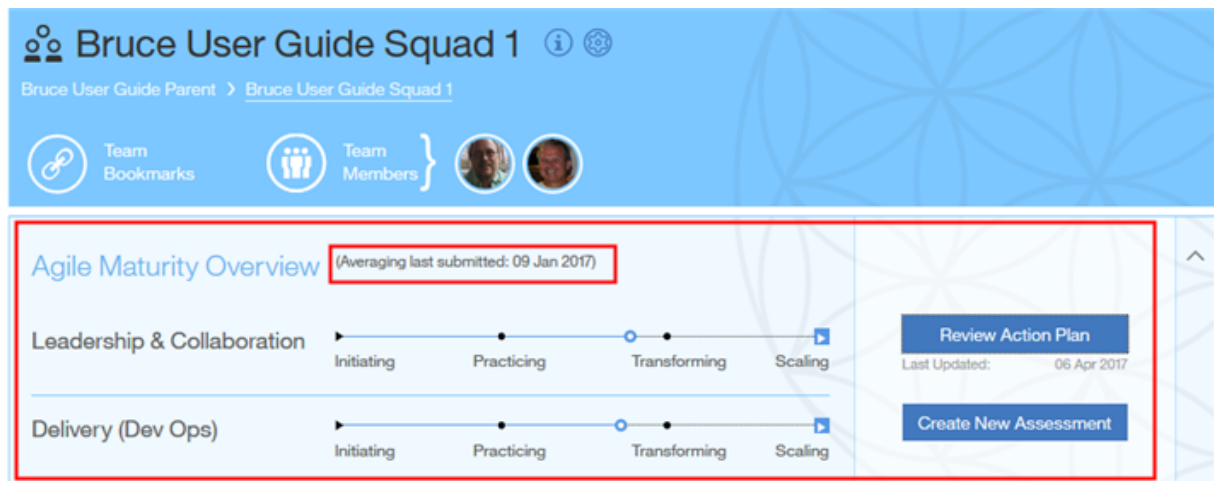 Bruce User Guide Squad 1
Bruce User Guide Parent > Bruce User Guide Squad 1
Team
Bookmarks
Team
Members
Agile Maturity Overview (Averaging last submitted: 09 Jan 2017)
Leadership & Collaboration
Initiating Practicing Transforming Scaling
Review Action Plan
Last Updated: 06 Apr 2017
Delivery (Dev Ops)
Initiating Practicing Transforming Scaling
Create New Assessment